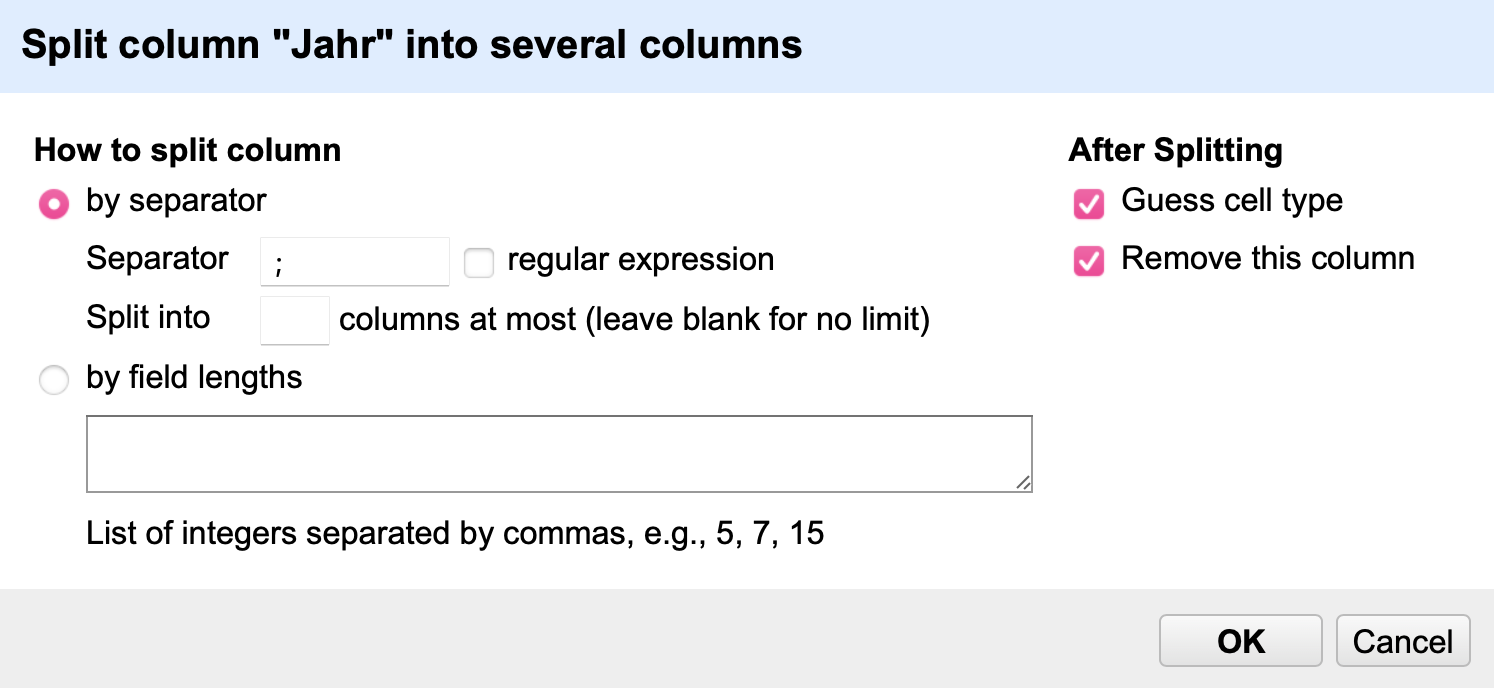 Split column "Jahr" into several columns
How to split column
by separator
Separator ; regular expression
Split into columns at most (leave blank for no limit)
by field lengths
List of integers separated by commas, e.g., 5, 7, 15
After Splitting
Guess cell type
Remove this column
OK Cancel